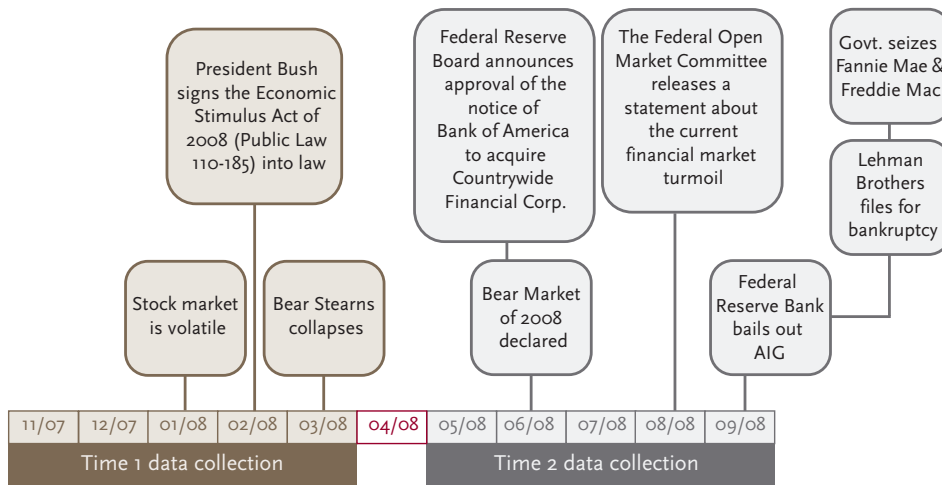 President Bush
signs the Economic
Stimulus Act of
2008 (Public Law
110-185) into law
Federal Reserve
Board announces
approval of the
notice of
Bank of America
to acquire
Countrywide
Financial Corp.
The Federal Open
Market Committee
releases a
statement about
the current
financial market
turmoil
Govt. seizes
Fannie Mae &
Freddie Mac
Lehman
Brothers
files for
bankruptcy
Stock market
is volatile
Bear Stearns
collapses
Bear Market
of 2008
declared
Federal
Reserve Bank
bails out
AIG
11/07 12/07 01/08 02/08 03/08 04/08 05/08 06/08 07/08 08/08 09/08
Time 1 data collection Time 2 data collection